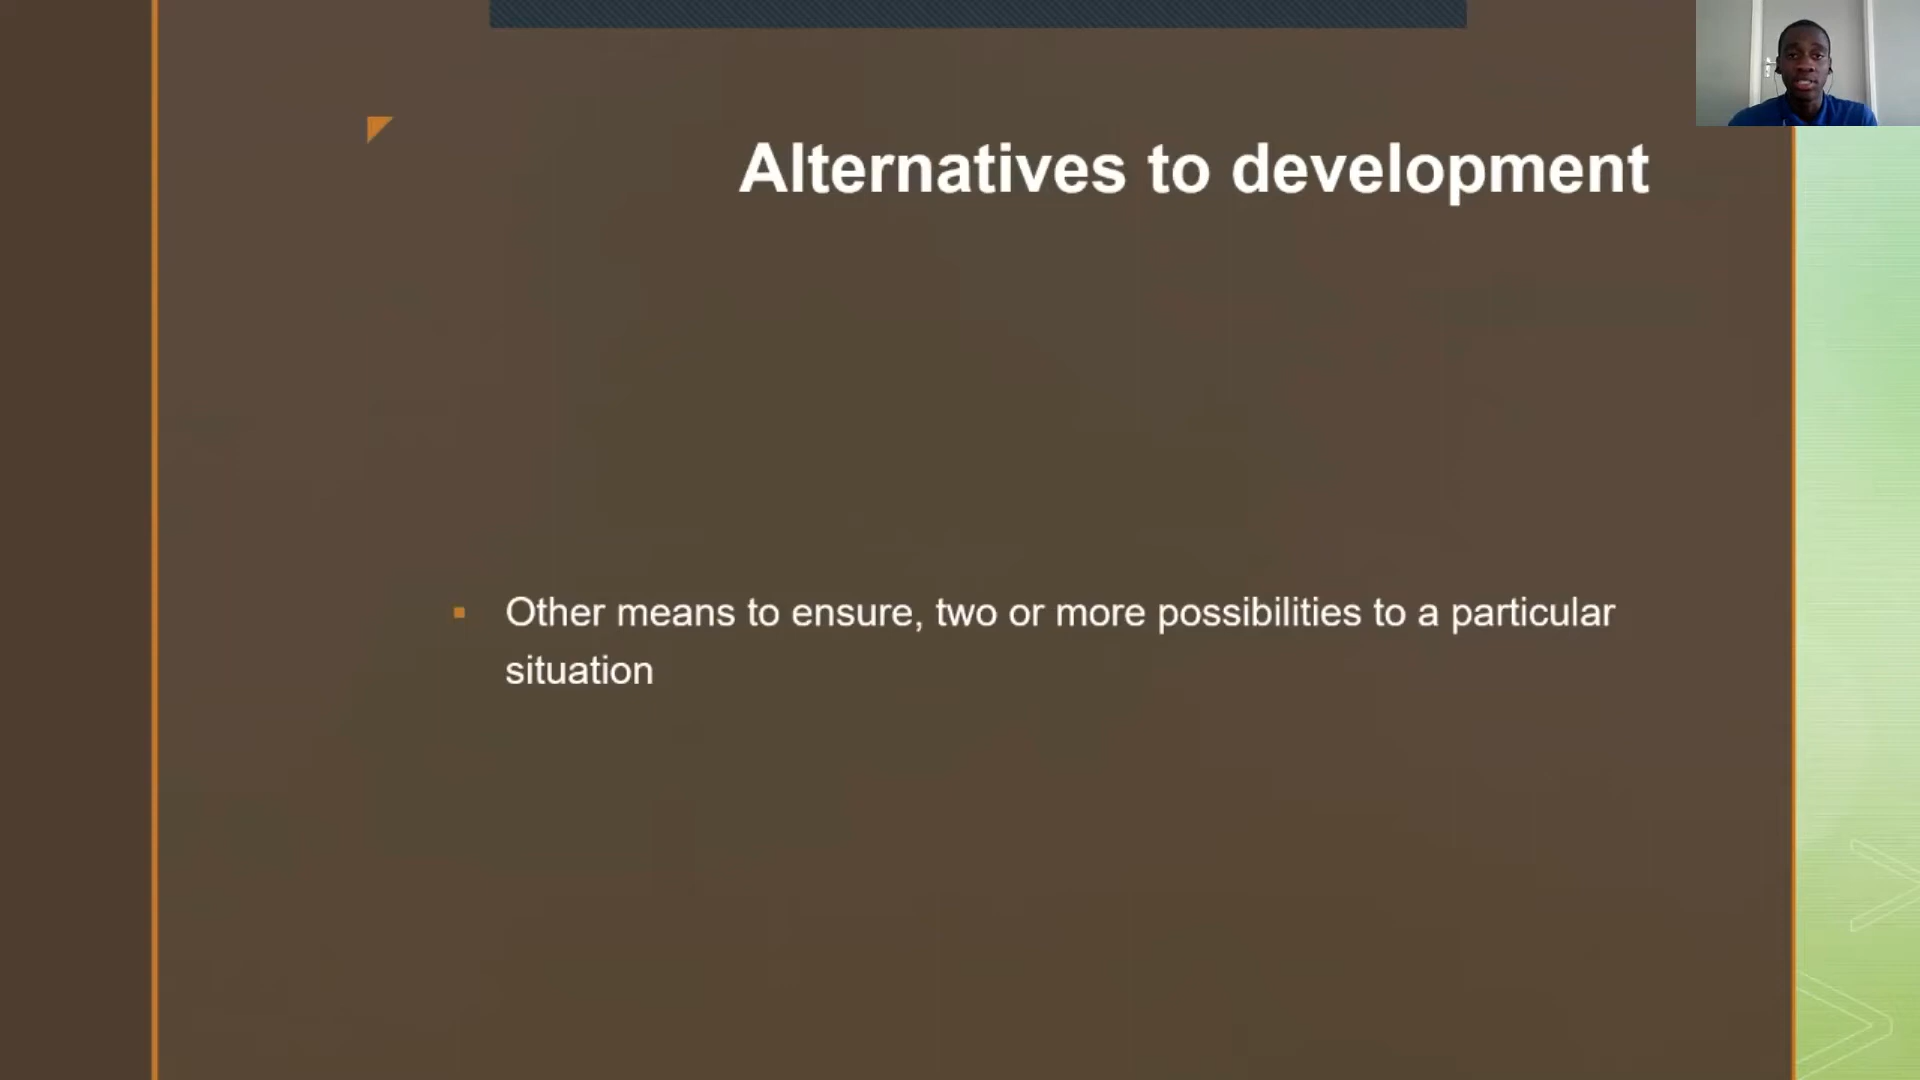 Alternatives to development
Other means to ensure, two or more possibilities to a particular
situation